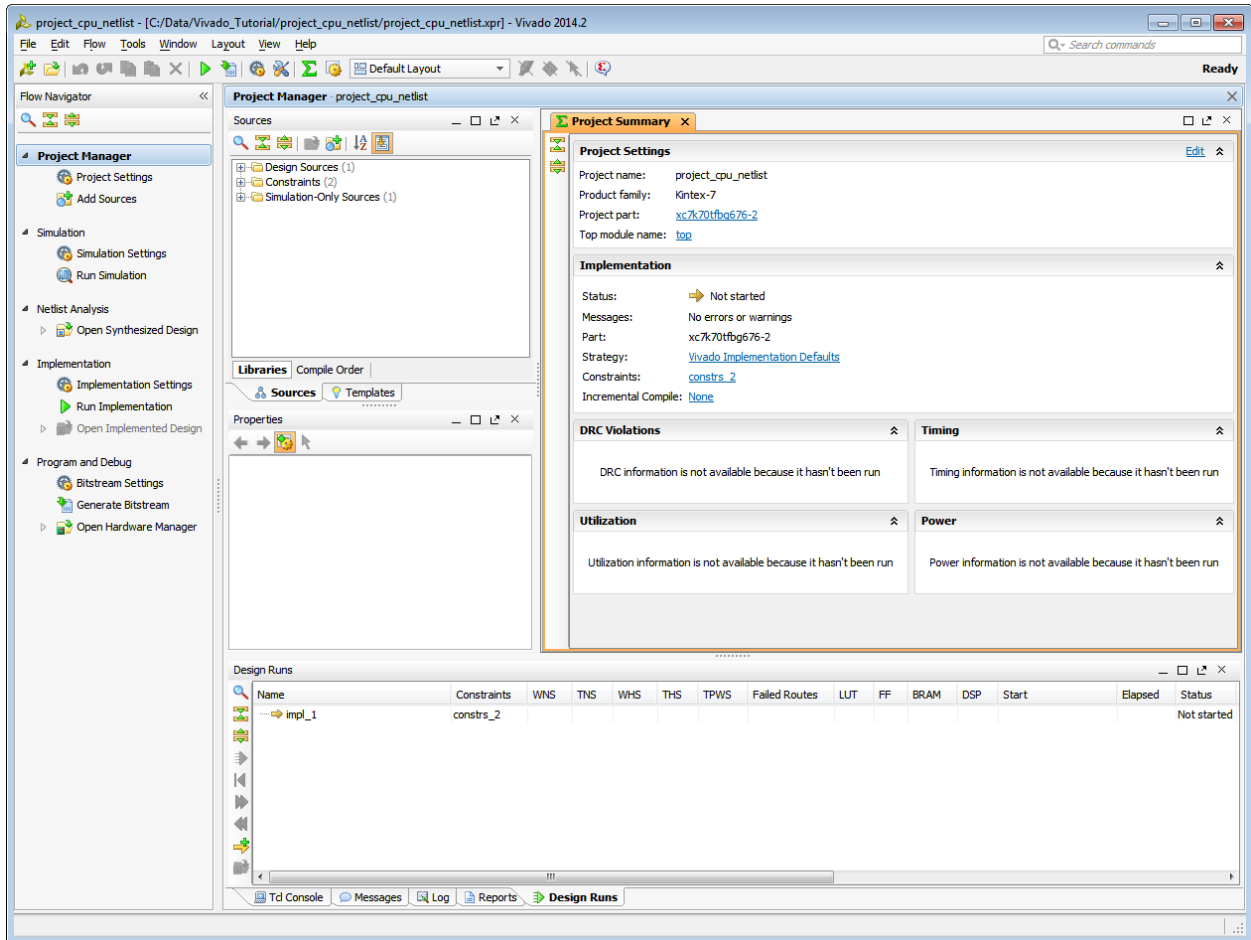 project_cpu_netlist - [C:/Data/Vivado_Tutorial/project_cpu_netlist/project_cpu_netlist.xpr] - Vivado 2014.2
File Edit Flow Tools Window Layout View Help
Search commands
Default Layout
Ready
Flow Navigator
Project Manager
Project Settings
Add Sources
Simulation
Simulation Settings
Run Simulation
Netlist Analysis
Open Synthesized Design
Implementation
Implementation Settings
Run Implementation
Open Implemented Design
Program and Debug
Bitstream Settings
Generate Bitstream
Open Hardware Manager
Project Manager - project_cpu_netlist
Sources
Design Sources (1)
Constraints (2)
Simulation-Only Sources (1)
Libraries Compile Order
Sources Templates
Properties
Project Summary
Project Settings Edit
Project name: project_cpu_netlist
Product family: Kintex-7
Project part: xc7k70tfbg676-2
Top module name: top
Implementation
Status: Not started
Messages: No errors or warnings
Part: xc7k70tfbg676-2
Strategy: Vivado Implementation Defaults
Constraints: constrs_2
Incremental Compile: None
DRC Violations
DRC information is not available because it hasn't been run
Timing
Timing information is not available because it hasn't been run
Utilization
Utilization information is not available because it hasn't been run
Power
Power information is not available because it hasn't been run
Design Runs
Name Constraints WNS TNS WHS THS TPWS Failed Routes LUT FF BRAM DSP Start Elapsed Status
impl_1 constrs_2 Not started
Tcl Console Messages Log Reports Design Runs